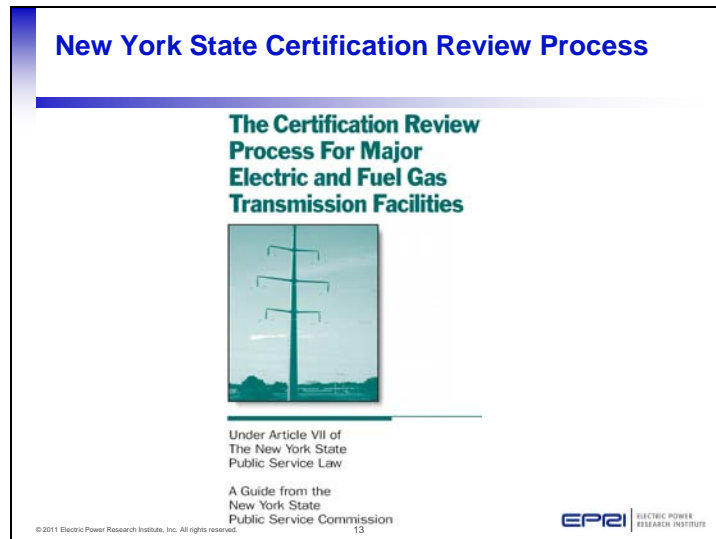 New York State Certification Review Process
The Certification Review
Process For Major
Electric and Fuel Gas
Transmission Facilities
Under Article VII of
The New York State
Public Service Law
A Guide from the
New York State
Public Service Commission
© 2011 Electric Power Research Institute, Inc. All rights reserved.
13
EPRI
ELECTRIC POWER
RESEARCH INSTITUTE